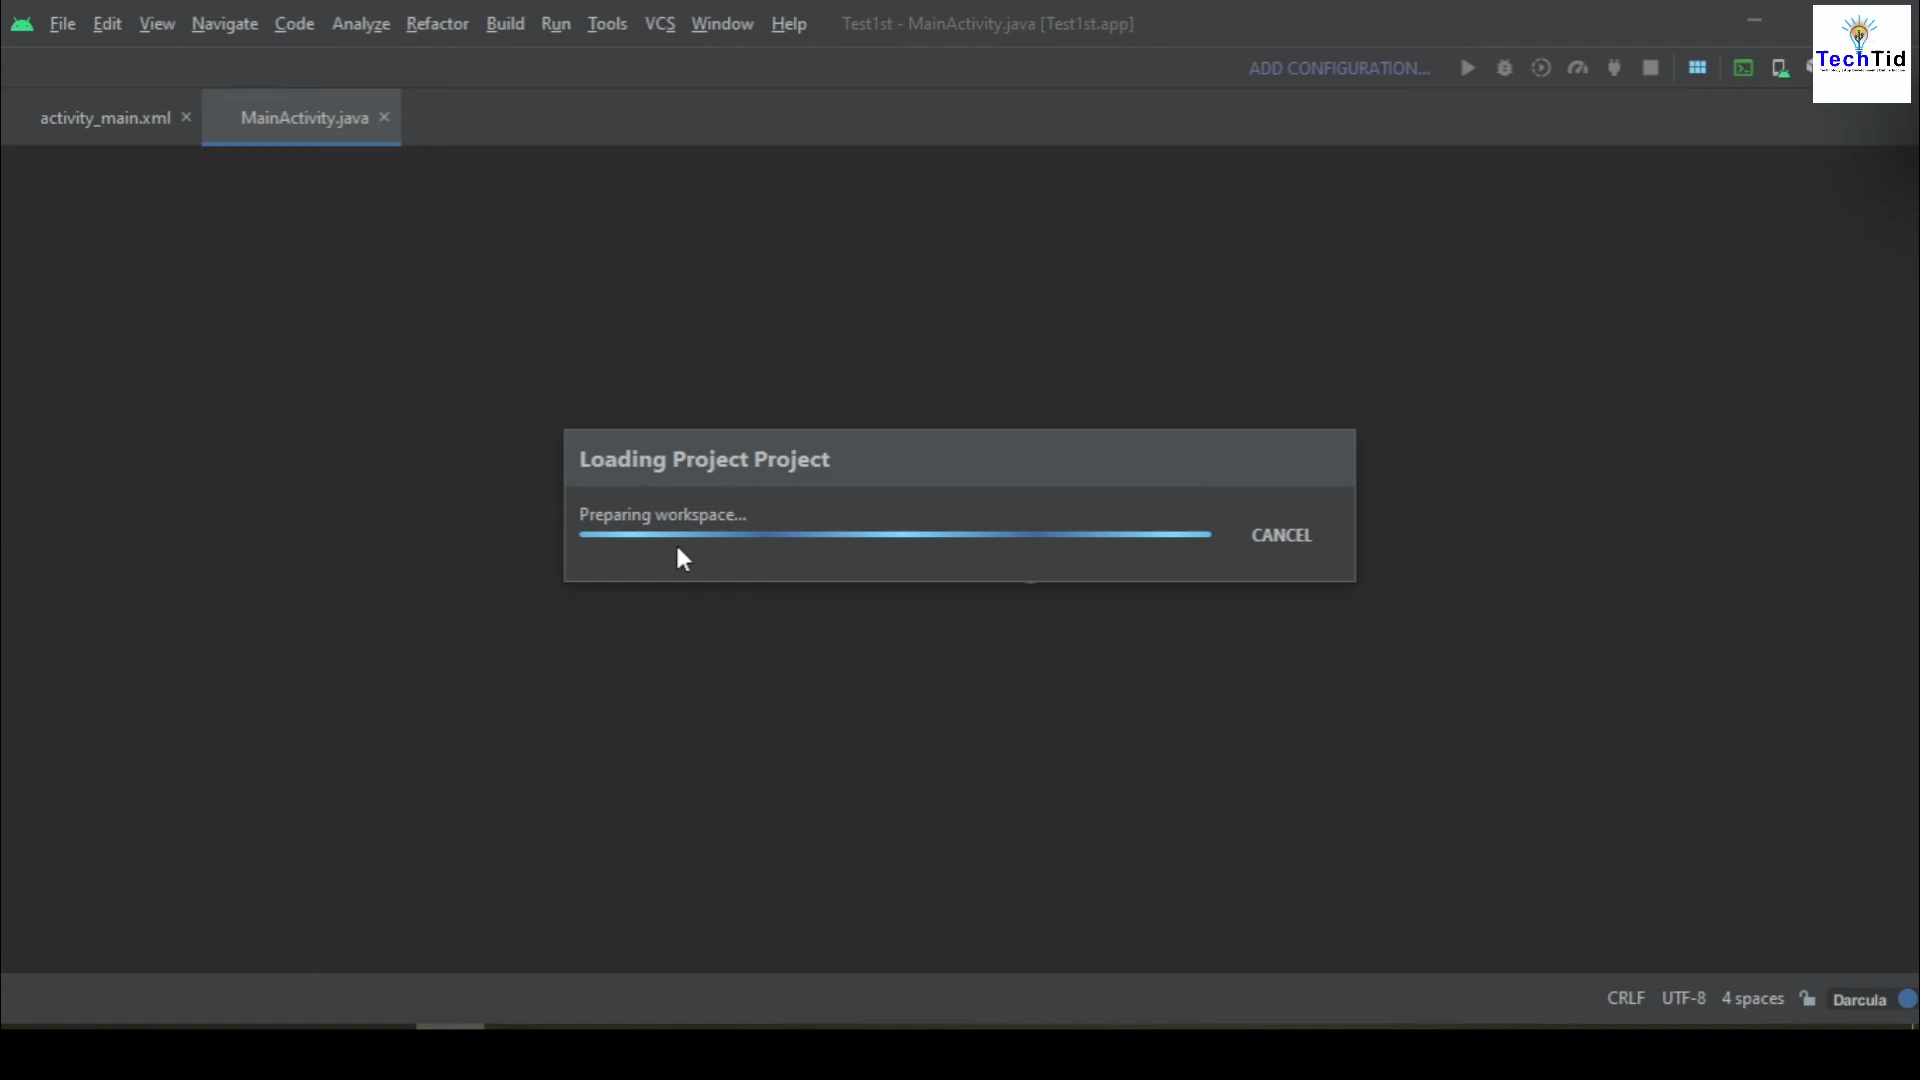 File Edit View Navigate Code Analyze Refactor Build Run Tools VCS Window Help Test1st - MainActivity.java [Test1st.app]
TechTid
ADD CONFIGURATION...
activity_main.xml MainActivity.java
Loading Project Project
Preparing workspace...
CANCEL
CRLF UTF-8 4 spaces Darcula